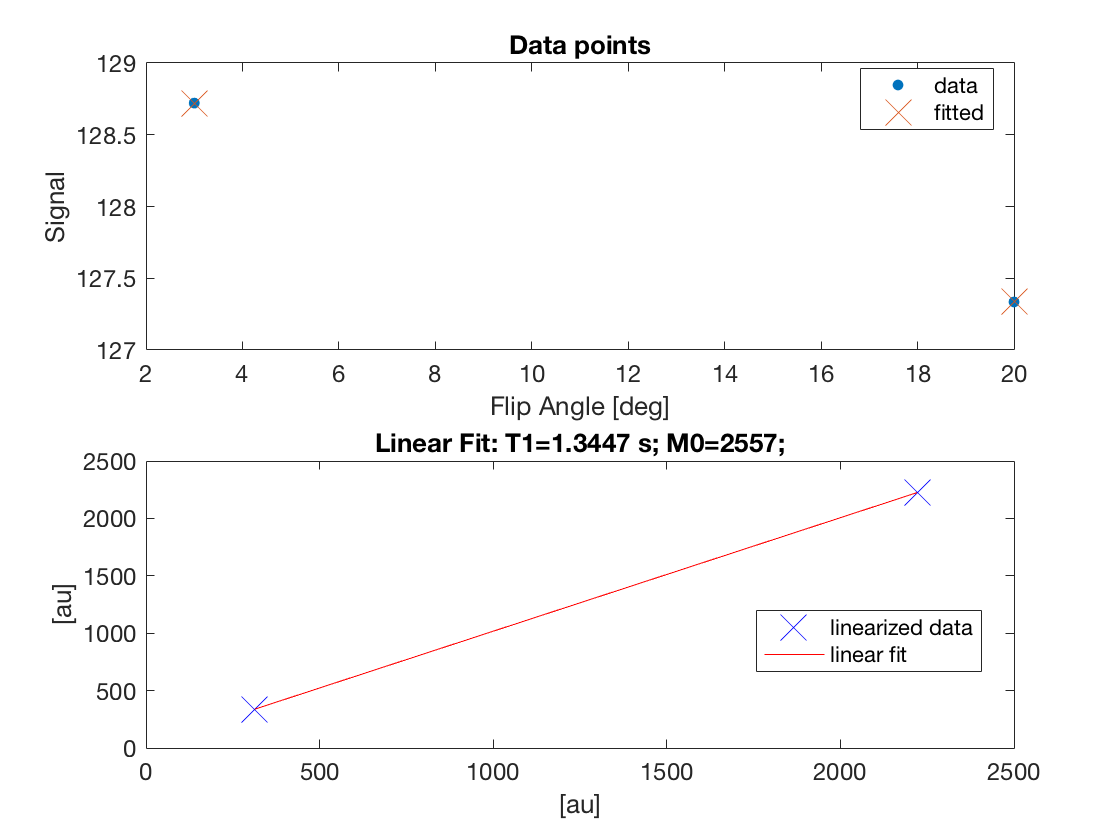 Data points
129
128.5
128
127.5
127
Signal
data
fitted
2 4 6 8 10 12 14 16 18 20
Flip Angle [deg]
Linear Fit: T1=1.3447 s; M0=2557;
2500
2000
1500
1000
500
0
[au]
linearized data
linear fit
0 500 1000 1500 2000 2500
[au]